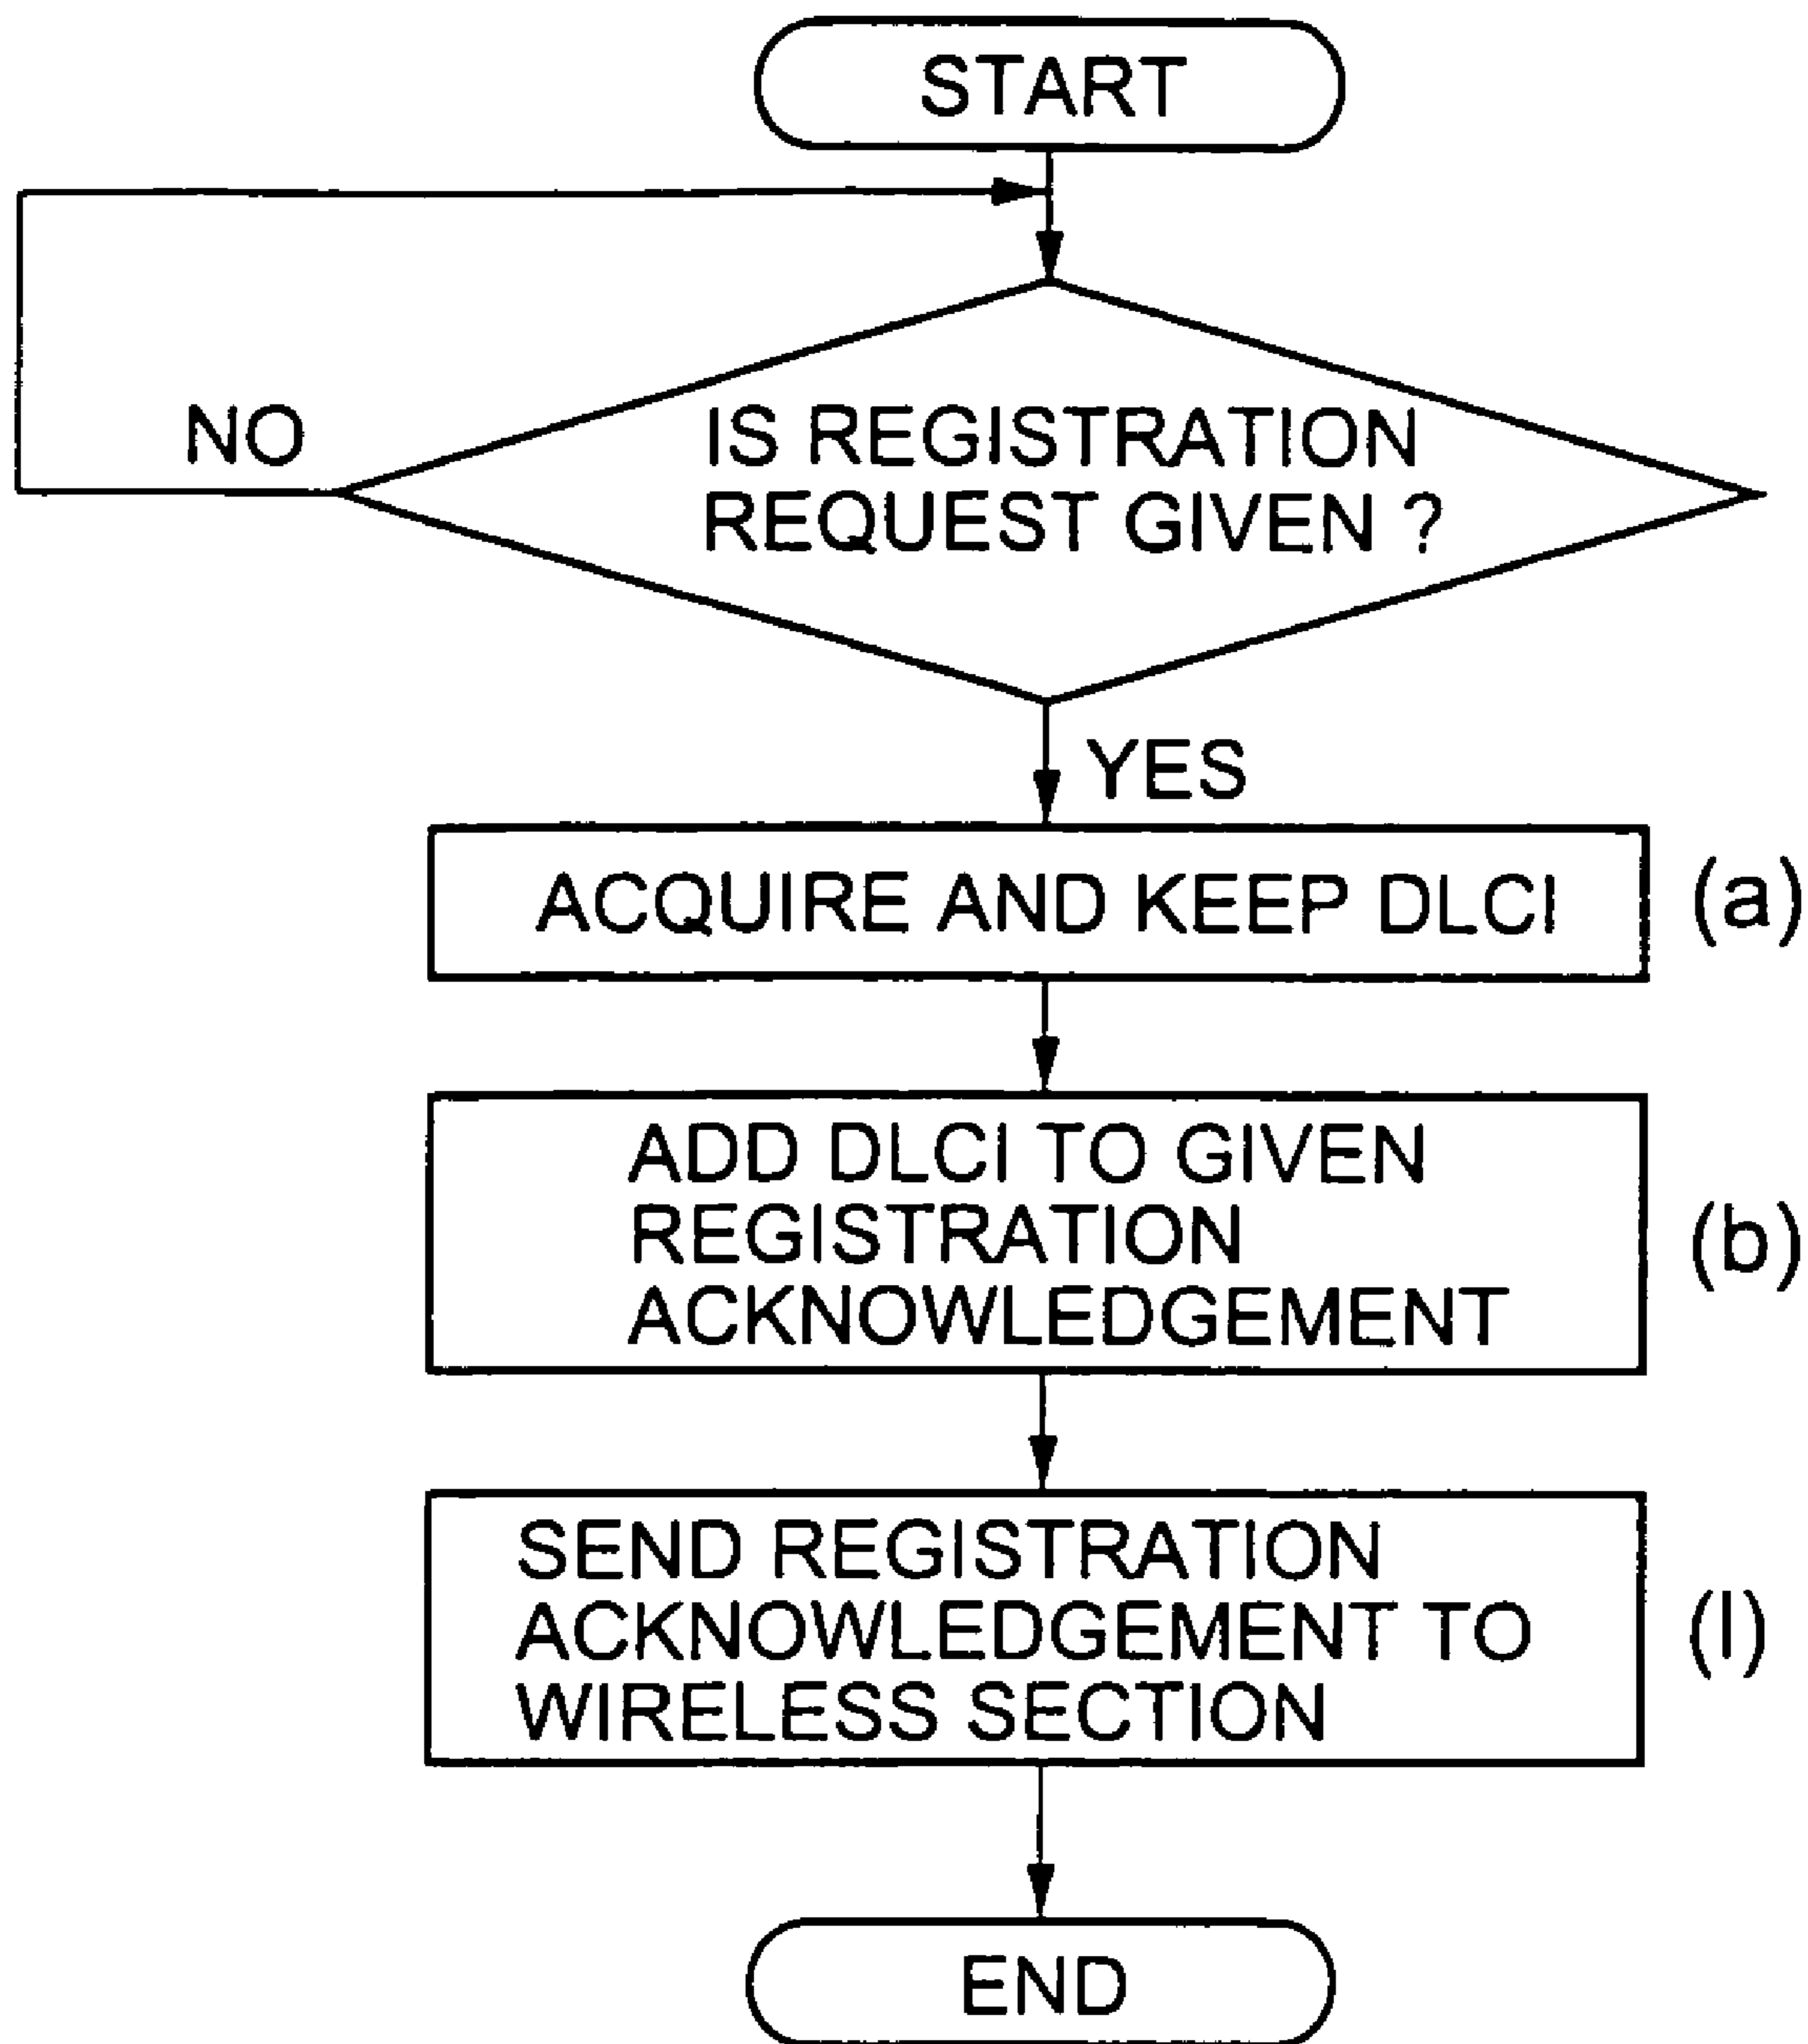 START
NO
IS REGISTRATION
REQUEST GIVEN ?
YES
ACQUIRE AND KEEP DLCI
(a)
ADD DLCI TO GIVEN
REGISTRATION
ACKNOWLEDGEMENT
(b)
SEND REGISTRATION
ACKNOWLEDGEMENT TO
WIRELESS SECTION
(l)
END